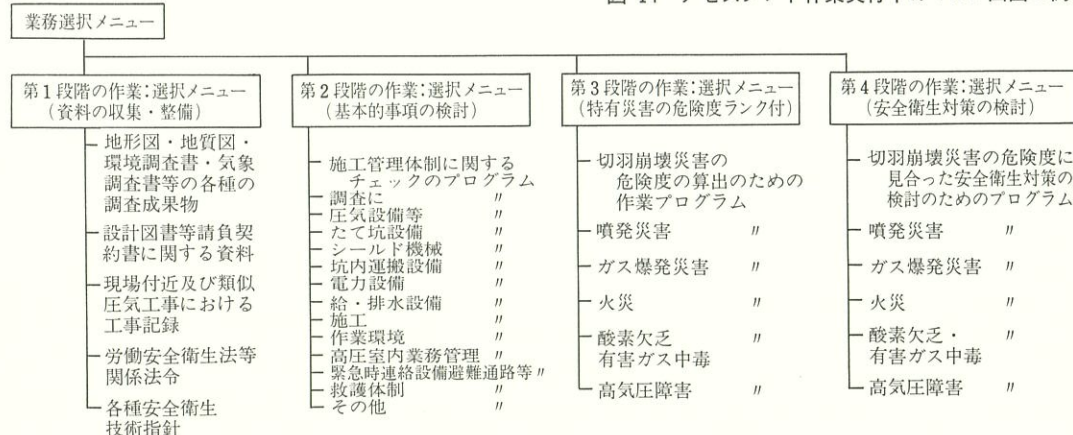 業務選択メニュー
第1段階の作業:選択メニュー
(資料の収集・整備)
地形図・地質図・
環境調査書・気象
調査書等の各種の
調査成果物
設計図書等請負契
約書に関する資料
現場付近及び類似
圧気工事における
工事記録
労働安全衛生法等
関係法令
各種安全衛生
技術指針
第2段階の作業:選択メニュー
(基本的事項の検討)
施工管理体制に関する
チェックのプログラム
調査に 〃
圧気設備等 〃
たて坑設備 〃
シールド機械 〃
坑内運搬設備 〃
電力設備 〃
給・排水設備 〃
施工 〃
作業環境 〃
高圧室内業務管理 〃
緊急時連絡設備避難通路等 〃
救護体制 〃
その他 〃
第3段階の作業:選択メニュー
(特有災害の危険度ランク付)
切羽崩壊災害の
危険度の算出のための
作業プログラム
噴発災害 〃
ガス爆発災害 〃
火災 〃
酸素欠乏 〃
有害ガス中毒
高気圧障害 〃
第4段階の作業:選択メニュー
(安全衛生対策の検討)
切羽崩壊災害の危険度に
見合った安全衛生対策の
検討のためのプログラム
噴発災害 〃
ガス爆発災害 〃
火災 〃
酸素欠乏・ 〃
有害ガス中毒
高気圧障害 〃